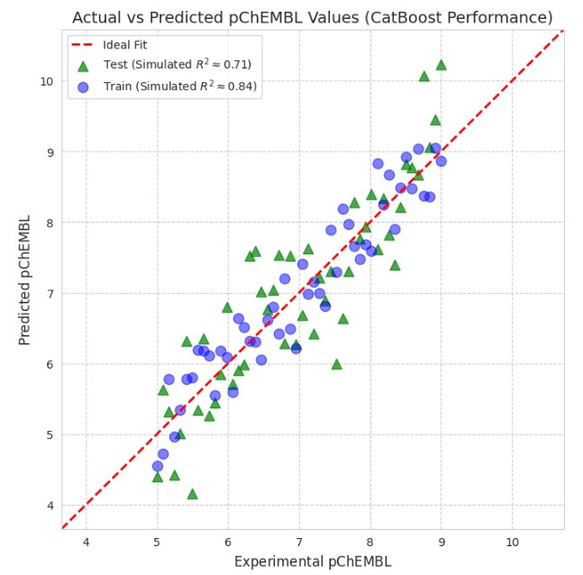 Actual vs Predicted pChEMBL Values (CatBoost Performance)
Ideal Fit
Test (Simulated R² ≈ 0.71)
Train (Simulated R² ≈ 0.84)
10
9
8
7
6
5
4
Predicted pChEMBL
4 5 6 7 8 9 10
Experimental pChEMBL